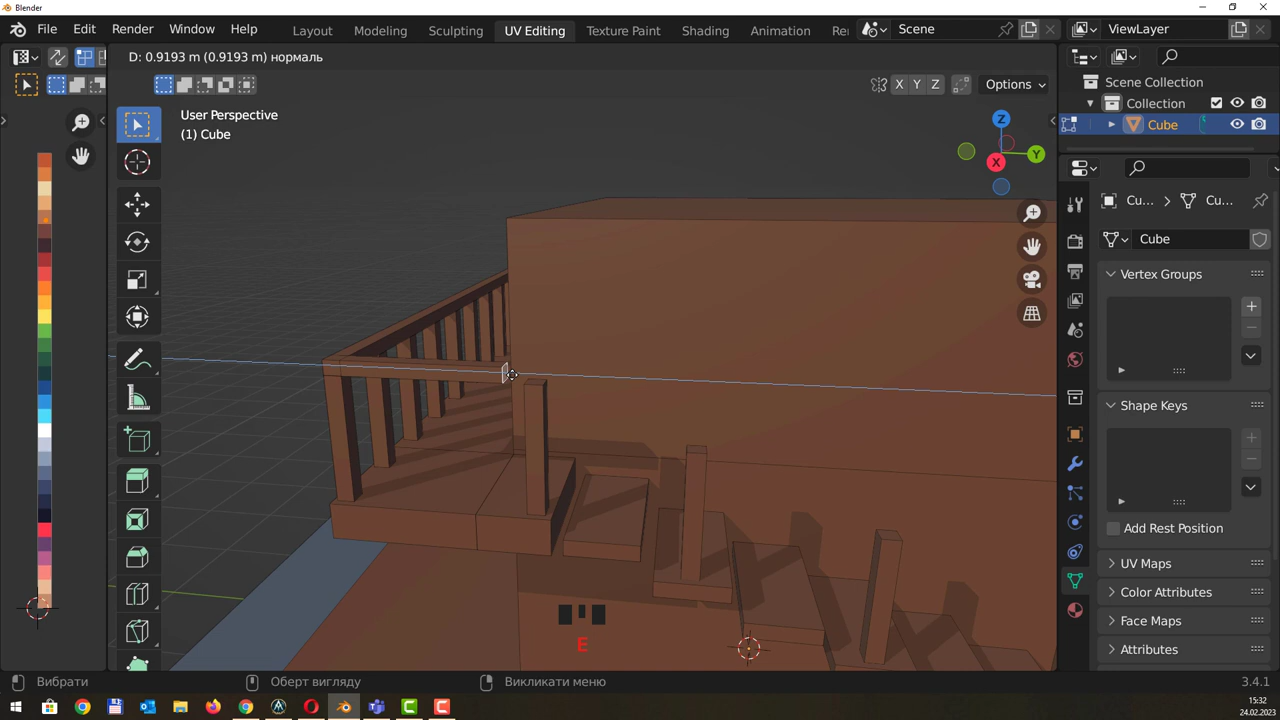 Blender
File Edit Render Window Help
Layout Modeling Sculpting UV Editing Texture Paint Shading Animation Re
Scene
ViewLayer
D: 0.9193 m (0.9193 m) нормаль
X Y Z
Options
User Perspective
(1) Cube
Z
Y
X
Scene Collection
Collection
Cube
Cu... Cu...
Cube
Vertex Groups
Shape Keys
Add Rest Position
UV Maps
Color Attributes
Face Maps
Attributes
E
Вибрати
Оберт вигляду
Викликати меню
3.4.1
15:32
24.02.2023